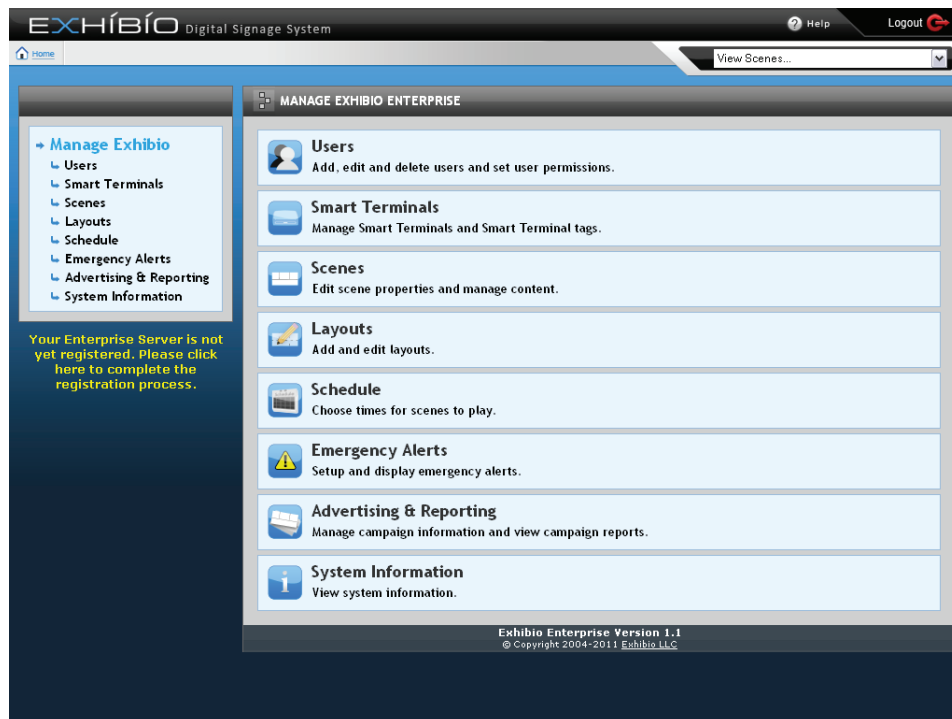 EXHÍBÍO Digital Signage System
Help
Logout
Home
View Scenes...
MANAGE EXHIBIO ENTERPRISE
Manage Exhibio
Users
Smart Terminals
Scenes
Layouts
Schedule
Emergency Alerts
Advertising & Reporting
System Information
Your Enterprise Server is not
yet registered. Please click
here to complete the
registration process.
Users
Add, edit and delete users and set user permissions.
Smart Terminals
Manage Smart Terminals and Smart Terminal tags.
Scenes
Edit scene properties and manage content.
Layouts
Add and edit layouts.
Schedule
Choose times for scenes to play.
Emergency Alerts
Setup and display emergency alerts.
Advertising & Reporting
Manage campaign information and view campaign reports.
System Information
View system information.
Exhibio Enterprise Version 1.1
© Copyright 2004-2011 Exhibio LLC